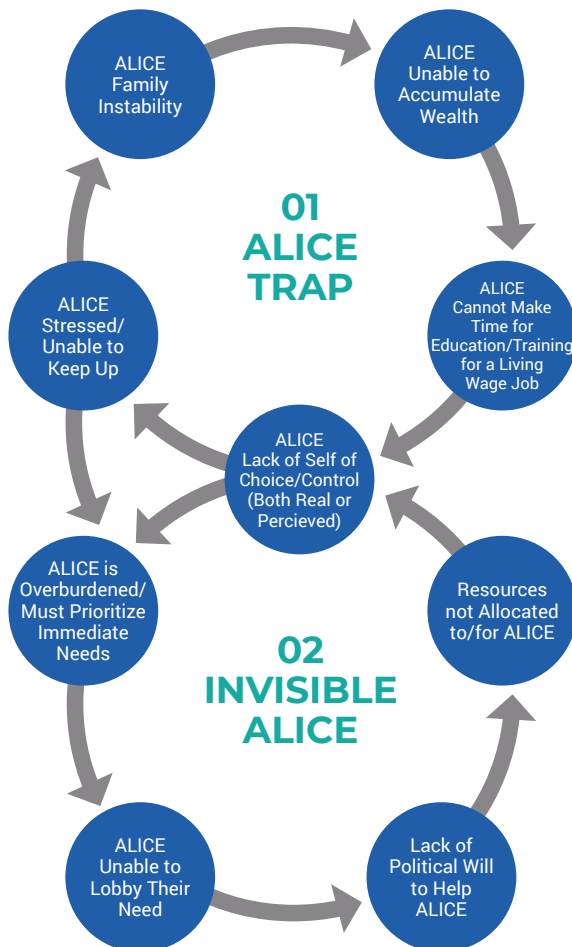 ALICE
Family
Instability
ALICE
Unable to
Accumulate
Wealth
01
ALICE
TRAP
ALICE
Stressed/
Unable to
Keep Up
ALICE
Cannot Make
Time for
Education/Training
for a Living
Wage Job
ALICE
Lack of Self of
Choice/Control
(Both Real or
Percieved)
ALICE is
Overburdened/
Must Prioritize
Immediate
Needs
Resources
not Allocated
to/for ALICE
02
INVISIBLE
ALICE
ALICE
Unable to
Lobby Their
Need
Lack of
Political Will
to Help
ALICE